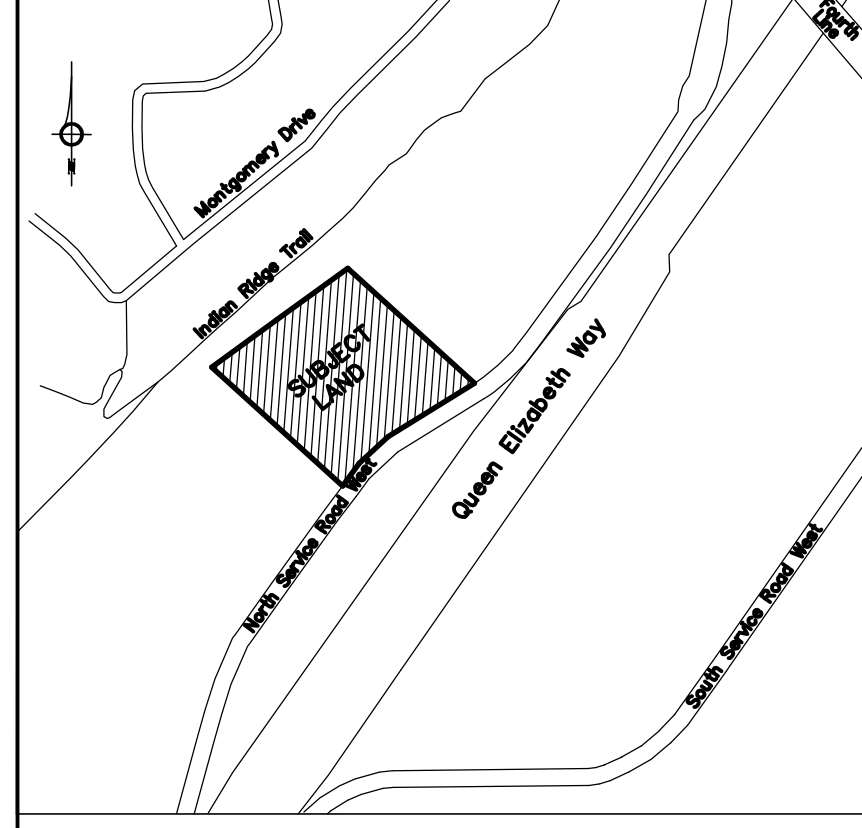 Fourth
Line
Montgomery Drive
N
Indian Ridge Trail
SUBJECT
LAND
Queen Elizabeth Way
North Service Road West
South Service Road West